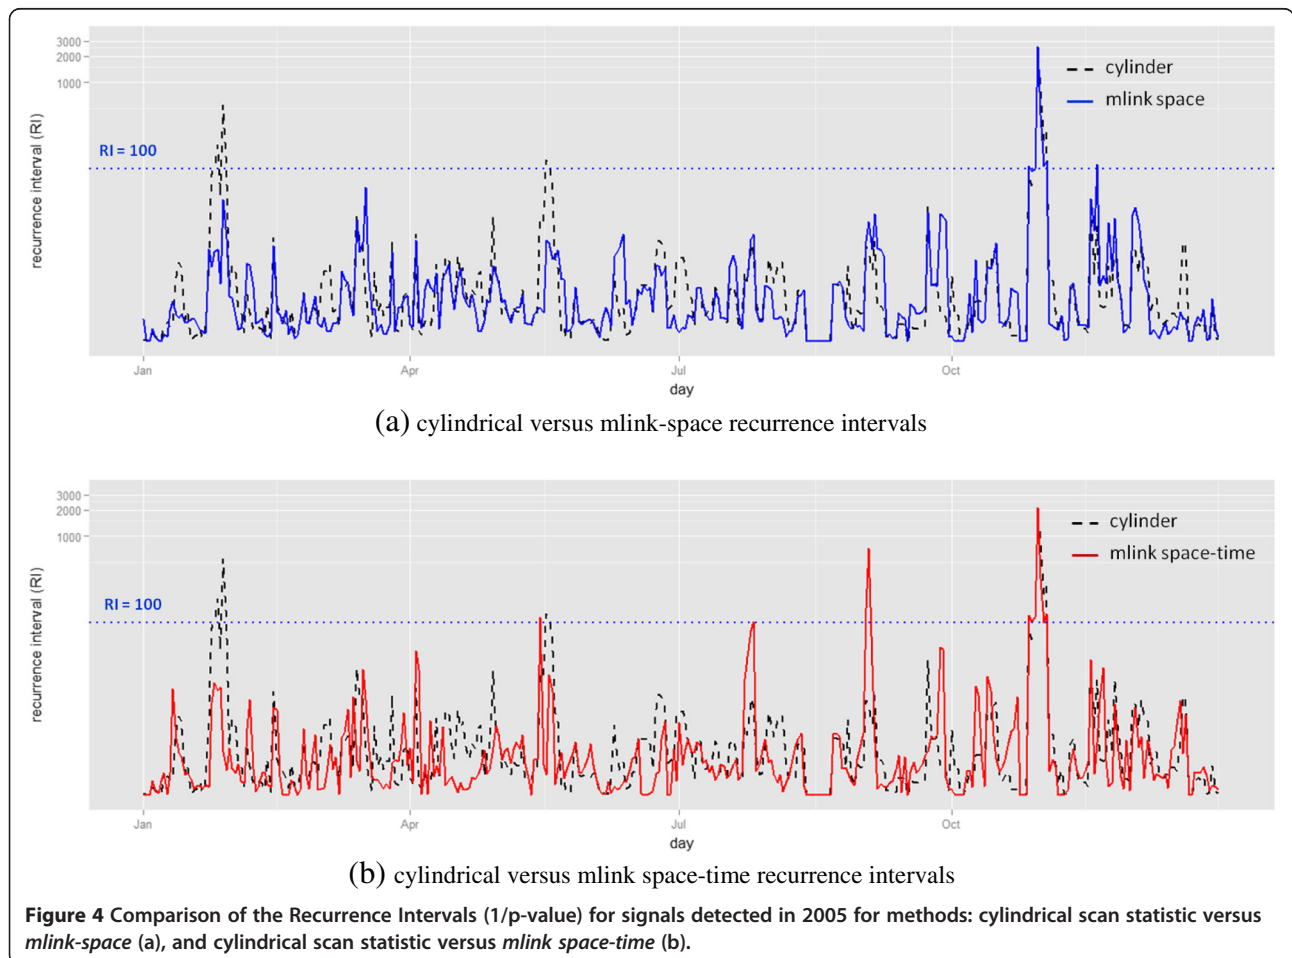 3000
2000
1000
recurrence interval (RI)
RI = 100
cylinder
mlink space
Jan
Apr
Jul
Oct
day
(a) cylindrical versus mlink-space recurrence intervals
3000
2000
1000
recurrence interval (RI)
RI = 100
cylinder
mlink space-time
Jan
Apr
Jul
Oct
day
(b) cylindrical versus mlink space-time recurrence intervals
Figure 4 Comparison of the Recurrence Intervals (1/p-value) for signals detected in 2005 for methods: cylindrical scan statistic versus
mlink-space (a), and cylindrical scan statistic versus mlink space-time (b).